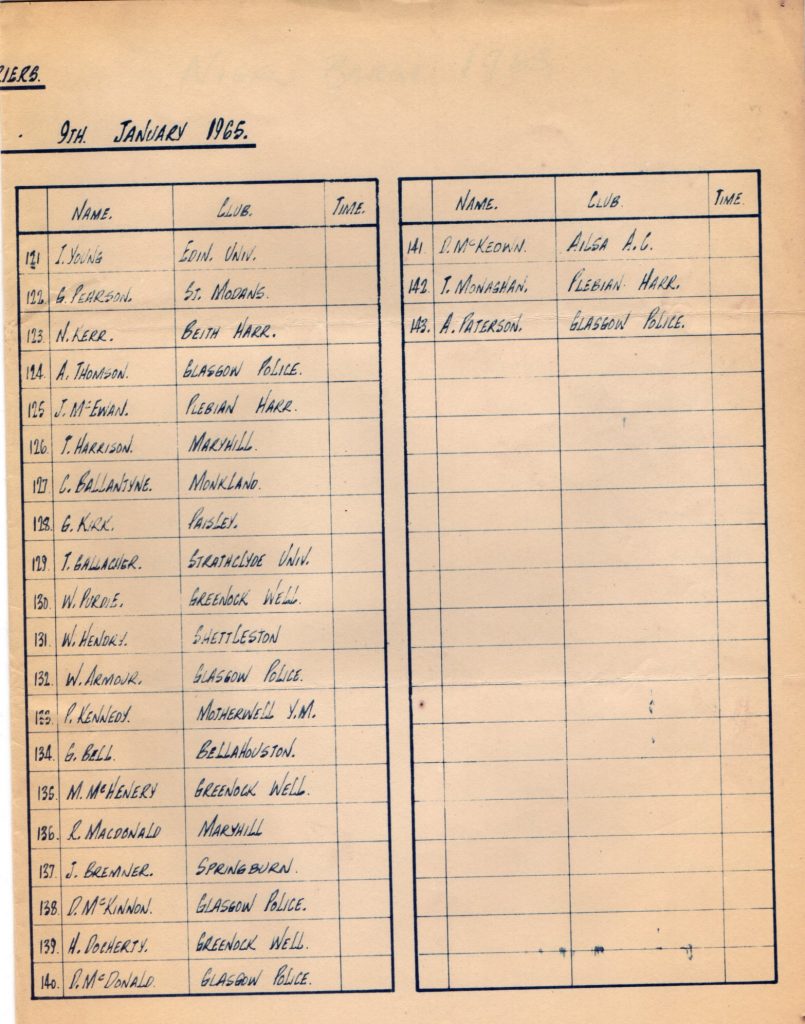 RIERS.
9TH. JANUARY 1965.
NAME. CLUB. TIME.
121 I. YOUNG EDIN. UNIV.
122. G. PEARSON. ST. MODANS.
123. N. KERR. BEITH HARR.
124. A. THOMSON. GLASGOW POLICE.
125 J. McEWAN. PLEBIAN HARR.
126. T. HARRISON. MARYHILL.
127. C. BALLANTYNE. MONKLAND.
128. G. KIRK. PAISLEY.
129. T. GALLAGHER. STRATHCLYDE UNIV.
130. W. PURDIE. GREENOCK WELL.
131. W. HENDRY. SHETTLESTON
132. W. ARMOUR. GLASGOW POLICE.
133. P. KENNEDY. MOTHERWELL Y.M.
134. G. BELL. BELLAHOUSTON.
135. M. McHENERY GREENOCK WELL.
136. R. MACDONALD MARYHILL
137. J. BREMNER. SPRINGBURN.
138. D. McKINNON. GLASGOW POLICE.
139. H. DOCHERTY. GREENOCK WELL.
140. D. McDONALD. GLASGOW POLICE.
NAME. CLUB. TIME.
141. D. McKEOWN. AILSA A.C.
142. T. MONAGHAN. PLEBIAN HARR.
143. A. PATERSON. GLASGOW POLICE.